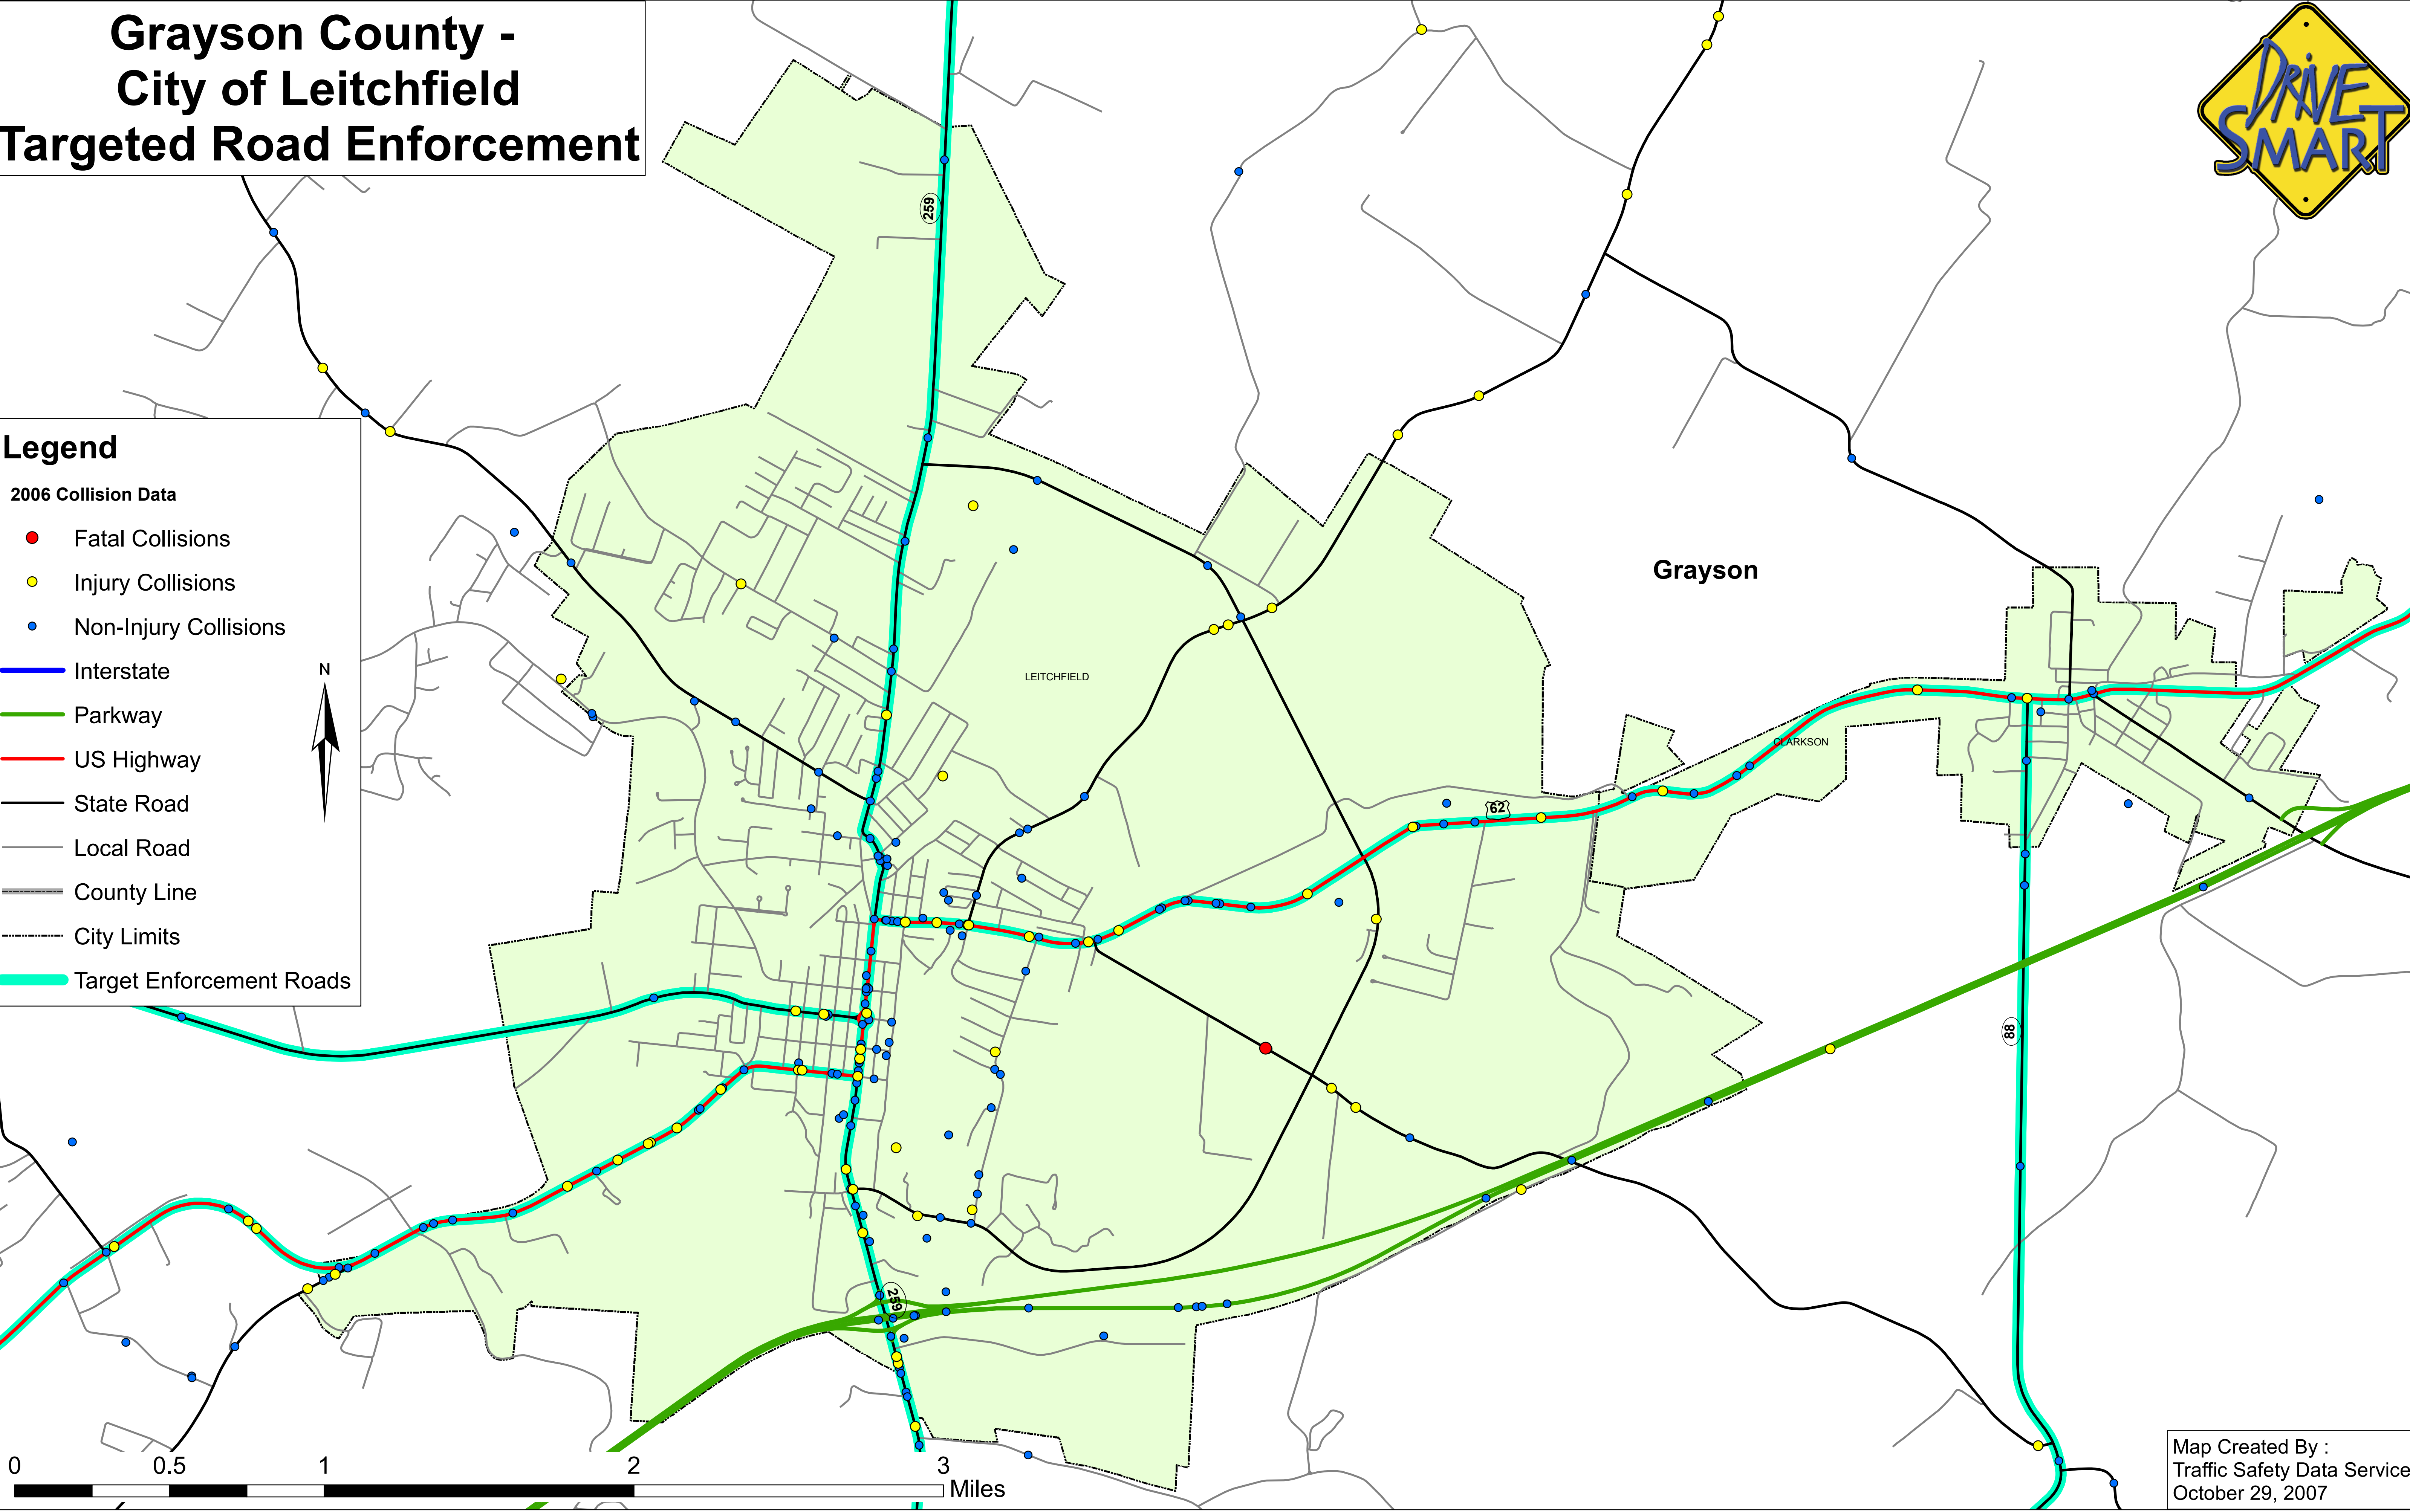 Grayson County -
City of Leitchfield
Targeted Road Enforcement
DRIVE
SMART
259
Legend
2006 Collision Data
Fatal Collisions
Injury Collisions
Non-Injury Collisions
Interstate
Parkway
US Highway
State Road
Local Road
County Line
City Limits
Target Enforcement Roads
N
Grayson
LEITCHFIELD
CLARKSON
62
88
259
0 0.5 1 2 3
Miles
Map Created By :
Traffic Safety Data Service
October 29, 2007